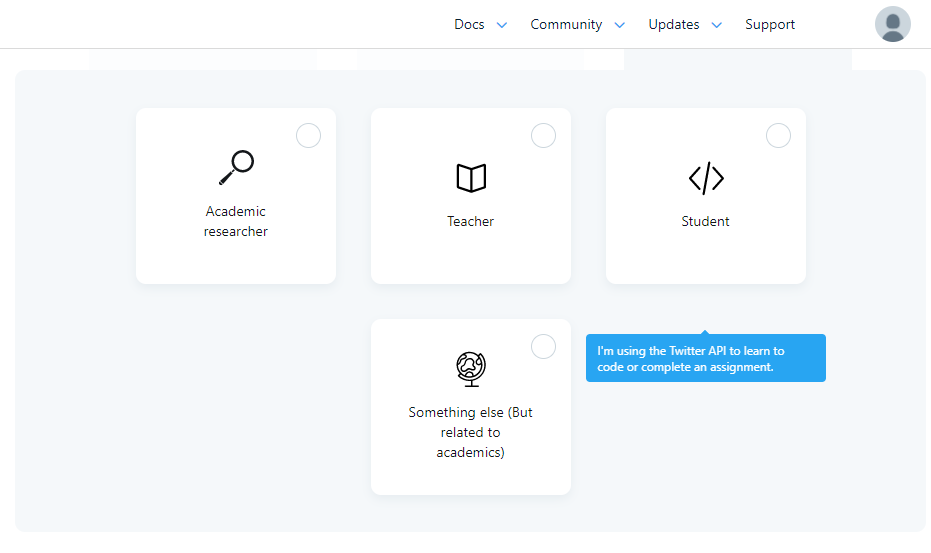 Docs Community Updates Support
Academic
researcher
Teacher
Student
I'm using the Twitter API to learn to
code or complete an assignment.
Something else (But
related to
academics)